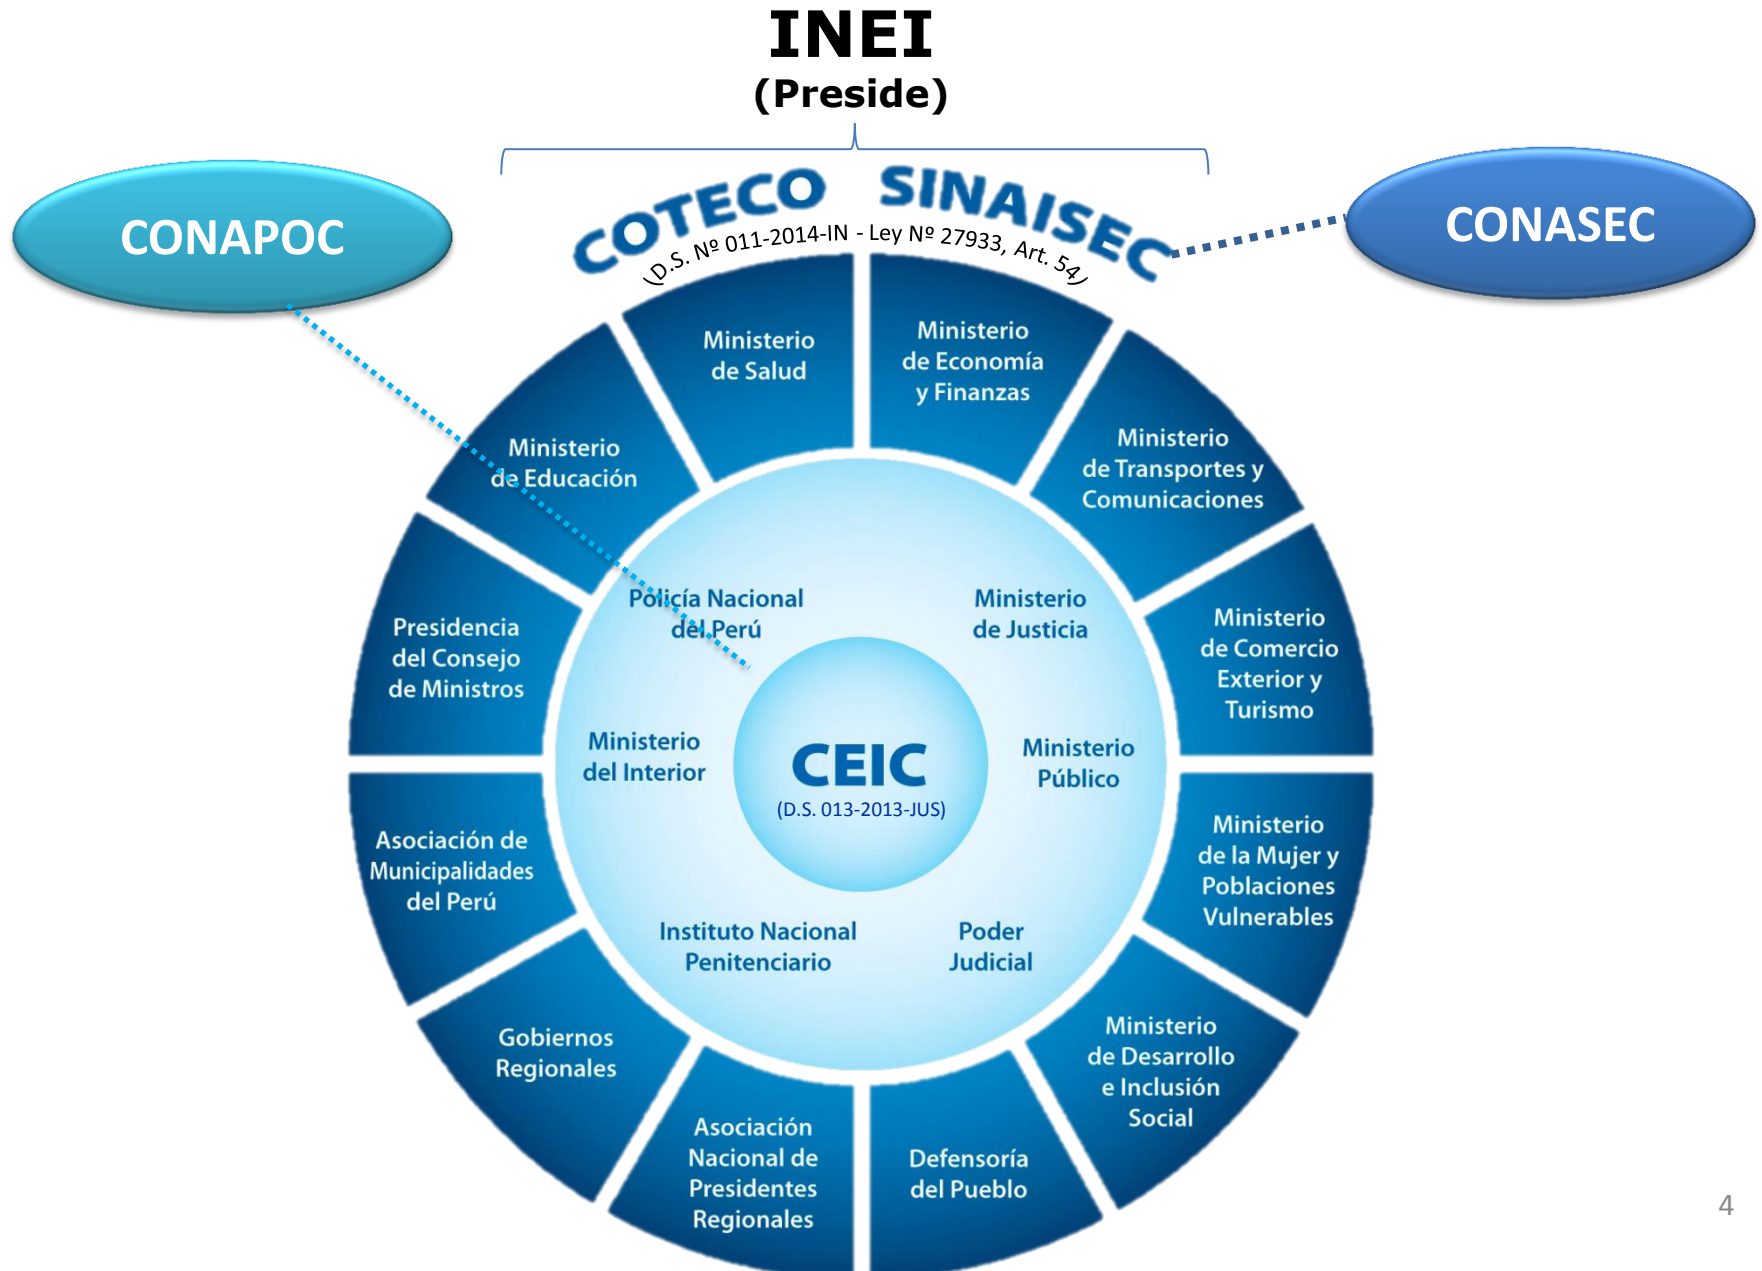 INEI
(Preside)
CONAPOC
COTECO SINAISEC
(D.S. Nº 011-2014-IN - Ley Nº 27933, Art. 54)
CONASEC
Ministerio
de Salud
Ministerio
de Economía
y Finanzas
Ministerio
de Transportes y
Comunicaciones
Ministerio
de Comercio
Exterior y
Turismo
Ministerio
de la Mujer y
Poblaciones
Vulnerables
Ministerio
de Desarrollo
e Inclusión
Social
Defensoría
del Pueblo
Asociación
Nacional de
Presidentes
Regionales
Gobiernos
Regionales
Asociación de
Municipalidades
del Perú
Presidencia
del Consejo
de Ministros
Ministerio
de Educación
Policía Nacional
del Perú
Ministerio
de Justicia
Ministerio
del Interior
CEIC
(D.S. 013-2013-JUS)
Ministerio
Público
Instituto Nacional
Penitenciario
Poder
Judicial
4